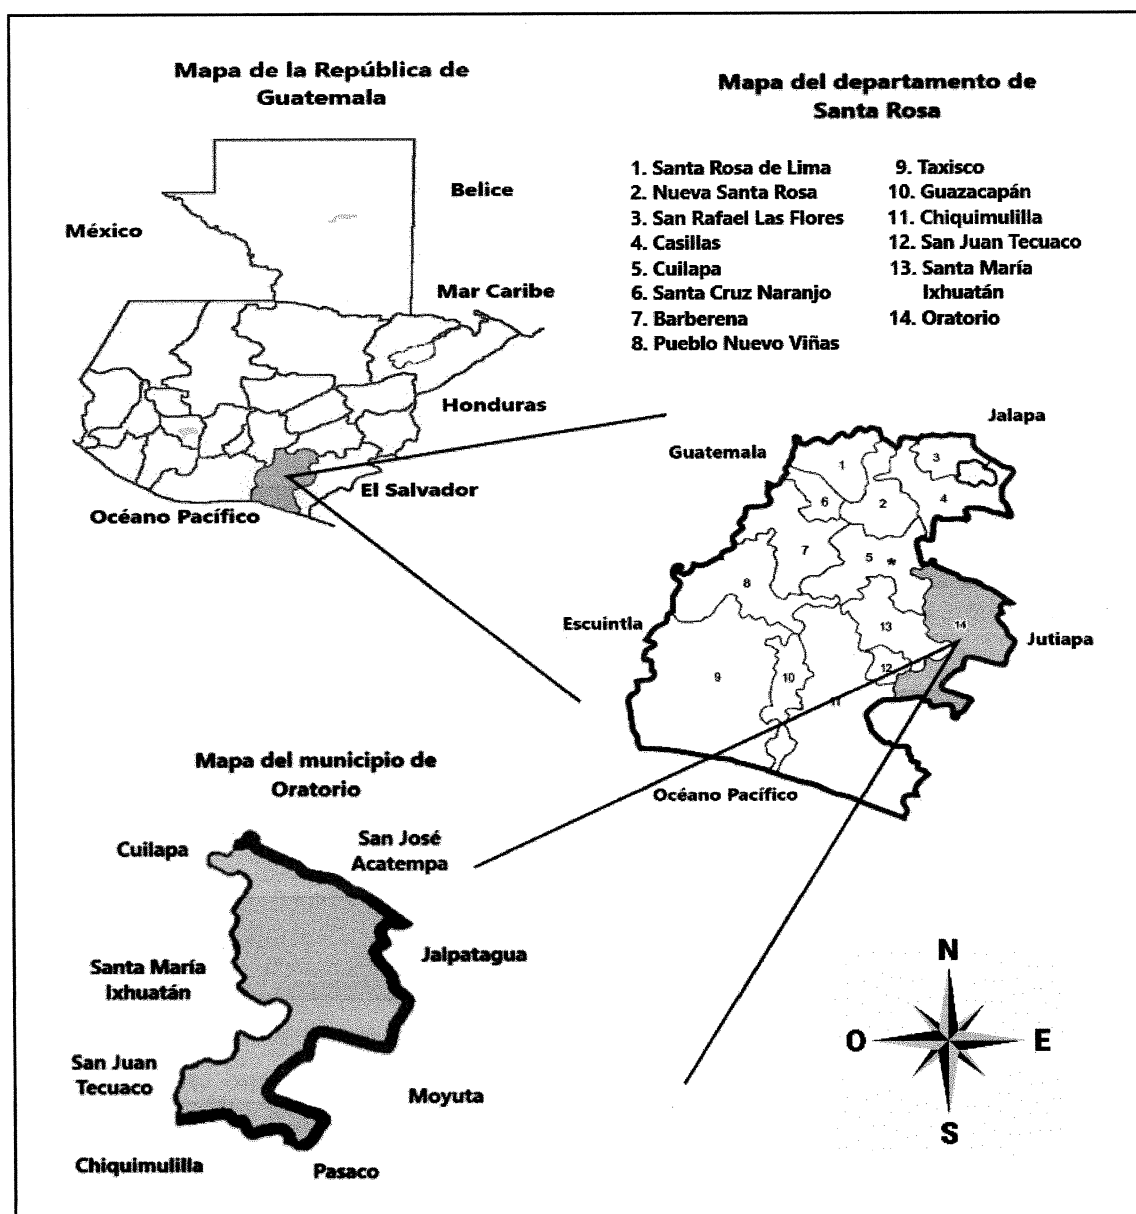 Mapa de la República de
Guatemala
México
Belice
Mar Caribe
Honduras
El Salvador
Océano Pacífico
Mapa del departamento de
Santa Rosa
1. Santa Rosa de Lima
2. Nueva Santa Rosa
3. San Rafael Las Flores
4. Casillas
5. Cuilapa
6. Santa Cruz Naranjo
7. Barberena
8. Pueblo Nuevo Viñas
9. Taxisco
10. Guazacapán
11. Chiquimulilla
12. San Juan Tecuaco
13. Santa María
Ixhuatán
14. Oratorio
Jalapa
Guatemala
1
3
4
6
2
7
5 *
8
Escuintla
13
14
Jutiapa
12
9
10
11
Océano Pacífico
Mapa del municipio de
Oratorio
Cuilapa
San José
Acatempa
Jalpatagua
Santa María
Ixhuatán
San Juan
Tecuaco
Moyuta
Chiquimulilla
Pasaco
N
O
E
S